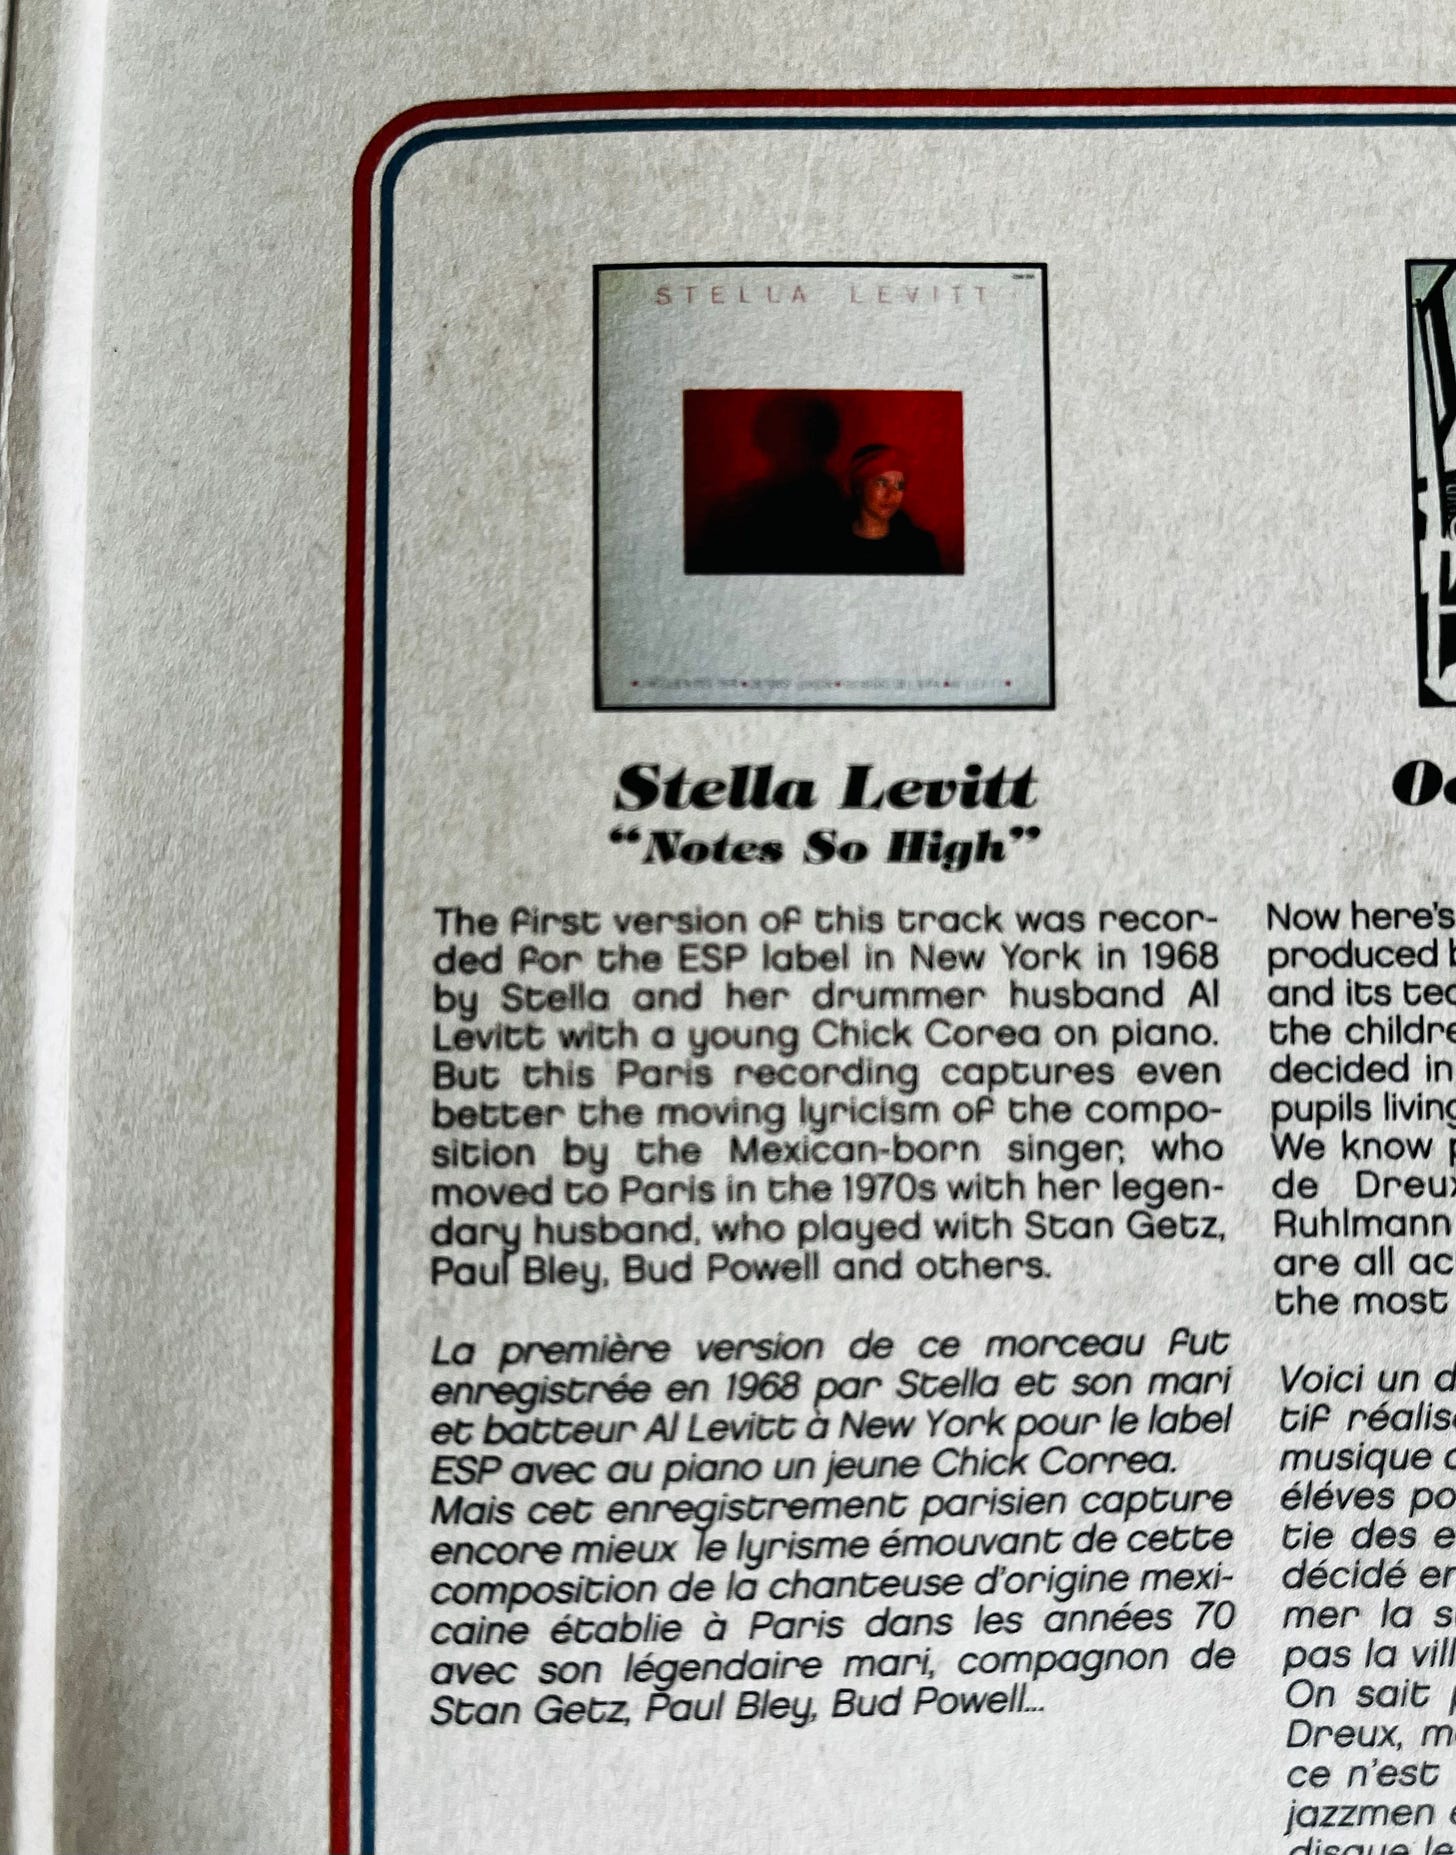 STELLA LEVITT
Stella Levitt
“Notes So High”
The first version of this track was recor-
ded for the ESP label in New York in 1968
by Stella and her drummer husband Al
Levitt with a young Chick Corea on piano.
But this Paris recording captures even
better the moving lyricism of the compo-
sition by the Mexican-born singer, who
moved to Paris in the 1970s with her legen-
dary husband, who played with Stan Getz,
Paul Bley, Bud Powell and others.
La première version de ce morceau fut
enregistrée en 1968 par Stella et son mari
et batteur Al Levitt à New York pour le label
ESP avec au piano un jeune Chick Correa.
Mais cet enregistrement parisien capture
encore mieux le lyrisme émouvant de cette
composition de la chanteuse d'origine mexi-
caine établie à Paris dans les années 70
avec son légendaire mari, compagnon de
Stan Getz, Paul Bley, Bud Powell...
Now here's
produced
and its
the
decided in
pupils
We know
de Dreux
Ruhlmann
are all
the most
Voici un
tif
musique
éléves
tie des
décidé
mer la
pas la
On sait
Dreux,
ce n'est
jazzmen
disque